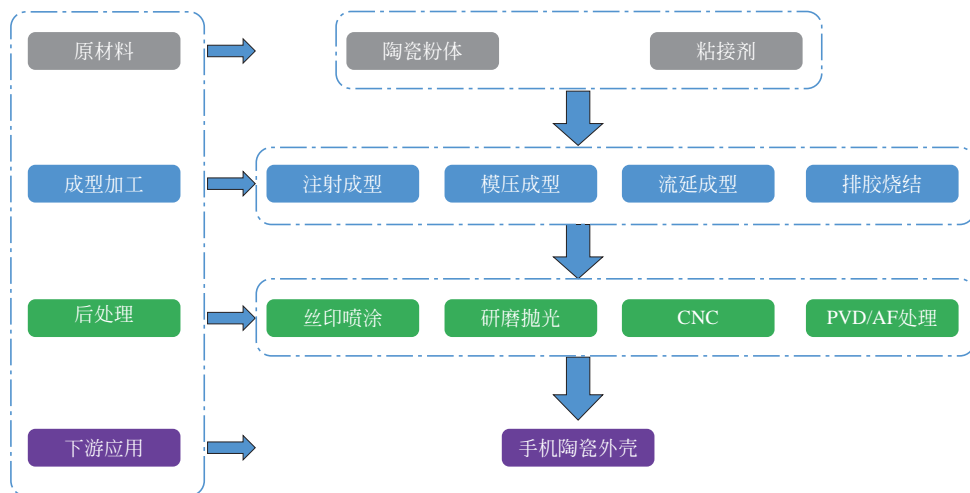 原材料
陶瓷粉体
粘接剂
成型加工
注射成型
模压成型
流延成型
排胶烧结
后处理
丝印喷涂
研磨抛光
CNC
PVD/AF处理
下游应用
手机陶瓷外壳